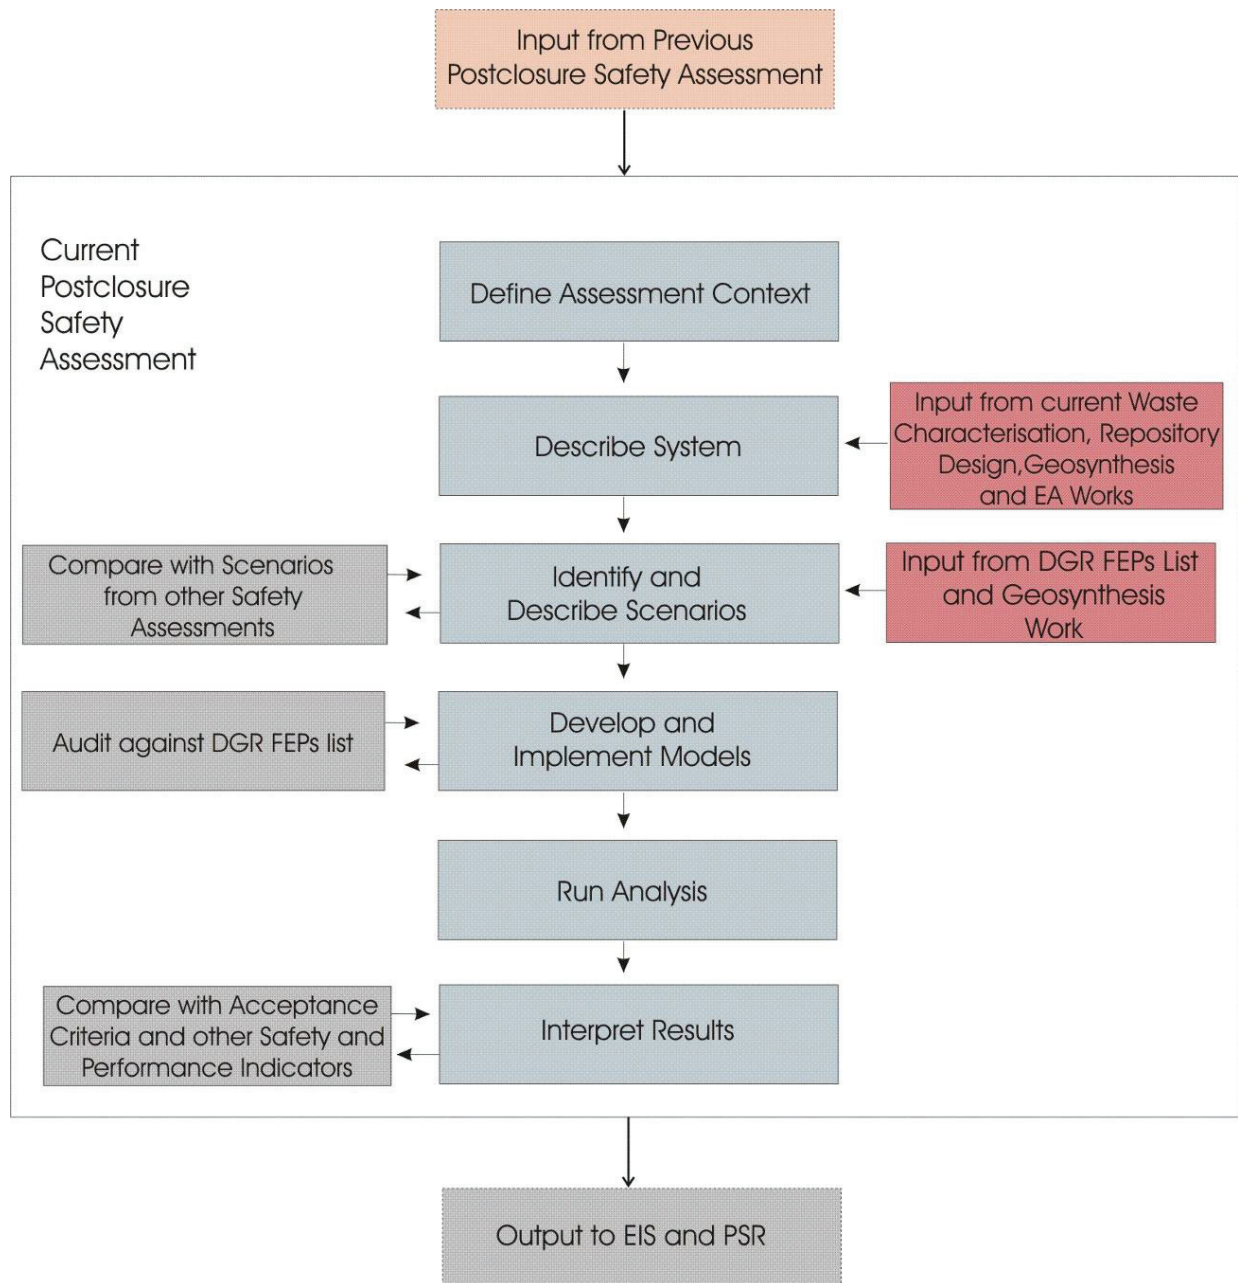 Input from Previous
Postclosure Safety Assessment
Current
Postclosure
Safety
Assessment
Define Assessment Context
Describe System
Input from current Waste
Characterisation, Repository
Design,Geosynthesis
and EA Works
Compare with Scenarios
from other Safety
Assessments
Identify and
Describe Scenarios
Input from DGR FEPs List
and Geosynthesis
Work
Audit against DGR FEPs list
Develop and
Implement Models
Run Analysis
Compare with Acceptance
Criteria and other Safety and
Performance Indicators
Interpret Results
Output to EIS and PSR